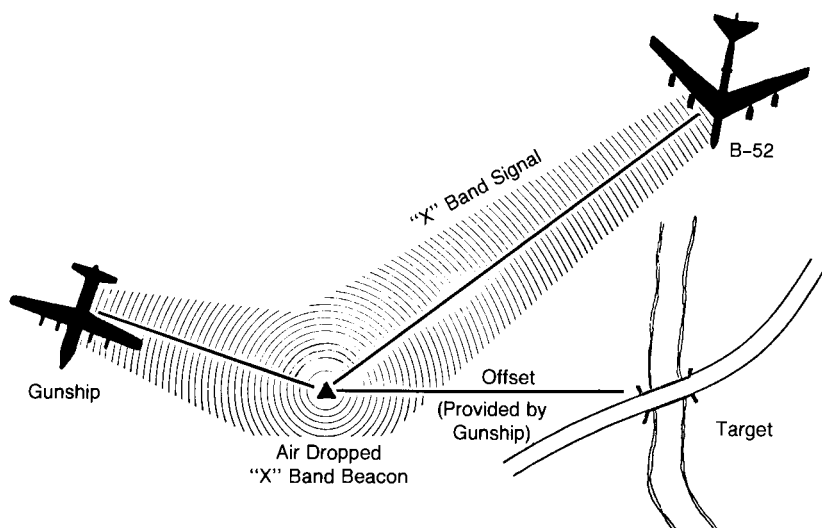 B–52
"X" Band Signal
Gunship
Offset
(Provided by
Gunship)
Target
Air Dropped
"X" Band Beacon